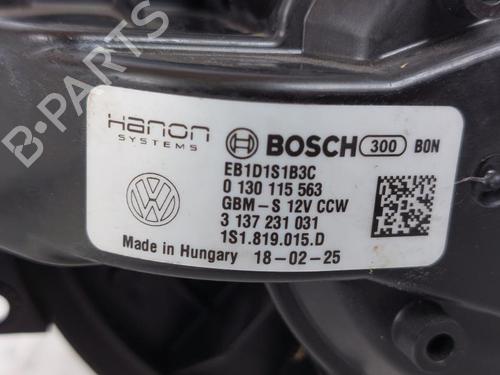 B-PARTS
Hanon
SYSTEMS
BOSCH 300 BON
EB1D1S1B3C
0 130 115 563
GBM-S 12V CCW
3 137 231 031
1S1.819.015.D
Made in Hungary 18-02-25